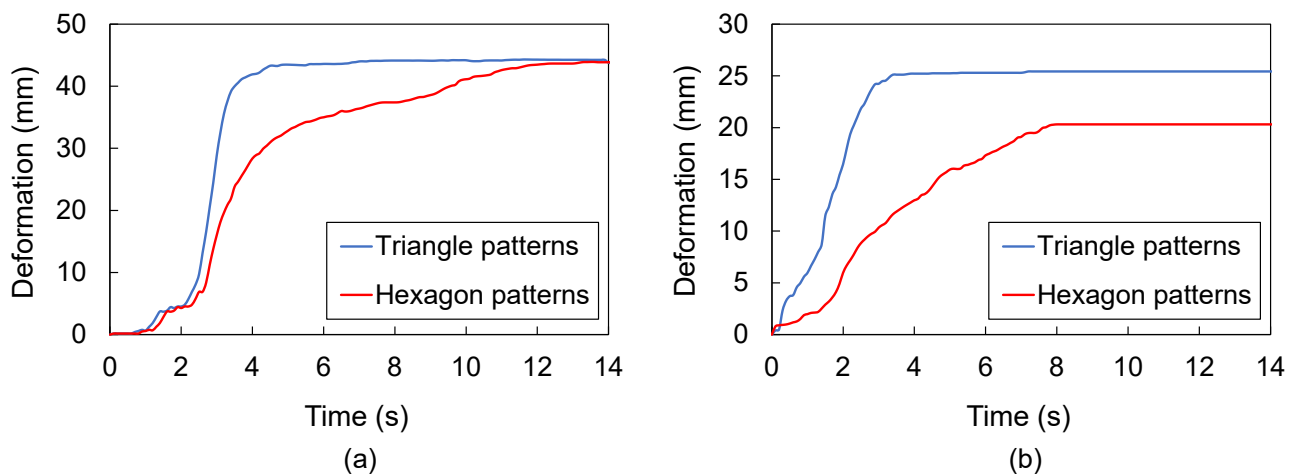 Deformation (mm)
50
40
30
20
10
0
Triangle patterns
Hexagon patterns
0 2 4 6 8 10 12 14
Time (s)
(a)
Deformation (mm)
30
25
20
15
10
5
0
Triangle patterns
Hexagon patterns
0 2 4 6 8 10 12 14
Time (s)
(b)